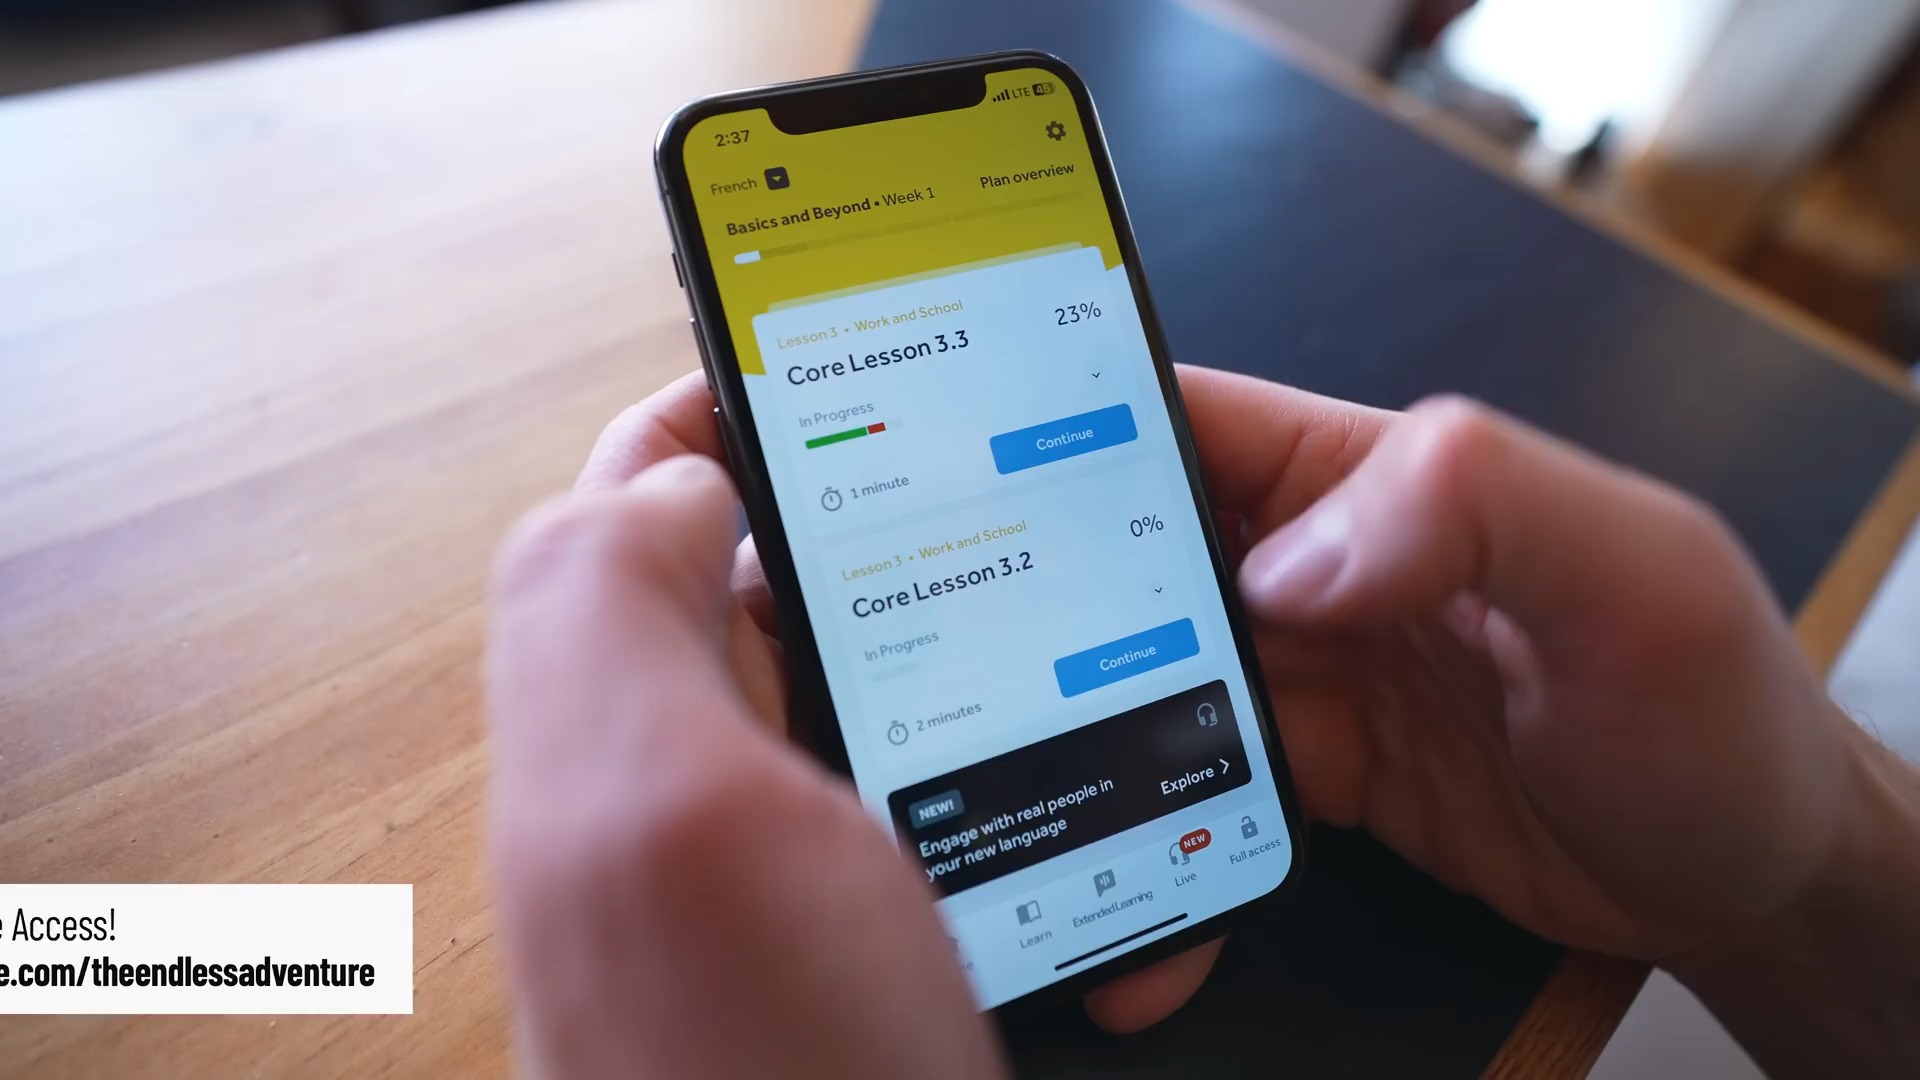 2:37
LTE 45
French
Basics and Beyond • Week 1
Plan overview
Lesson 3 • Work and School
23%
Core Lesson 3.3
In Progress
Continue
1 minute
Lesson 3 • Work and School
0%
Core Lesson 3.2
In Progress
Continue
2 minutes
NEW!
Engage with real people in
your new language
Explore
Learn
Extended Learning
NEW
Live
Full access
Access!
e.com/theendlessadventure